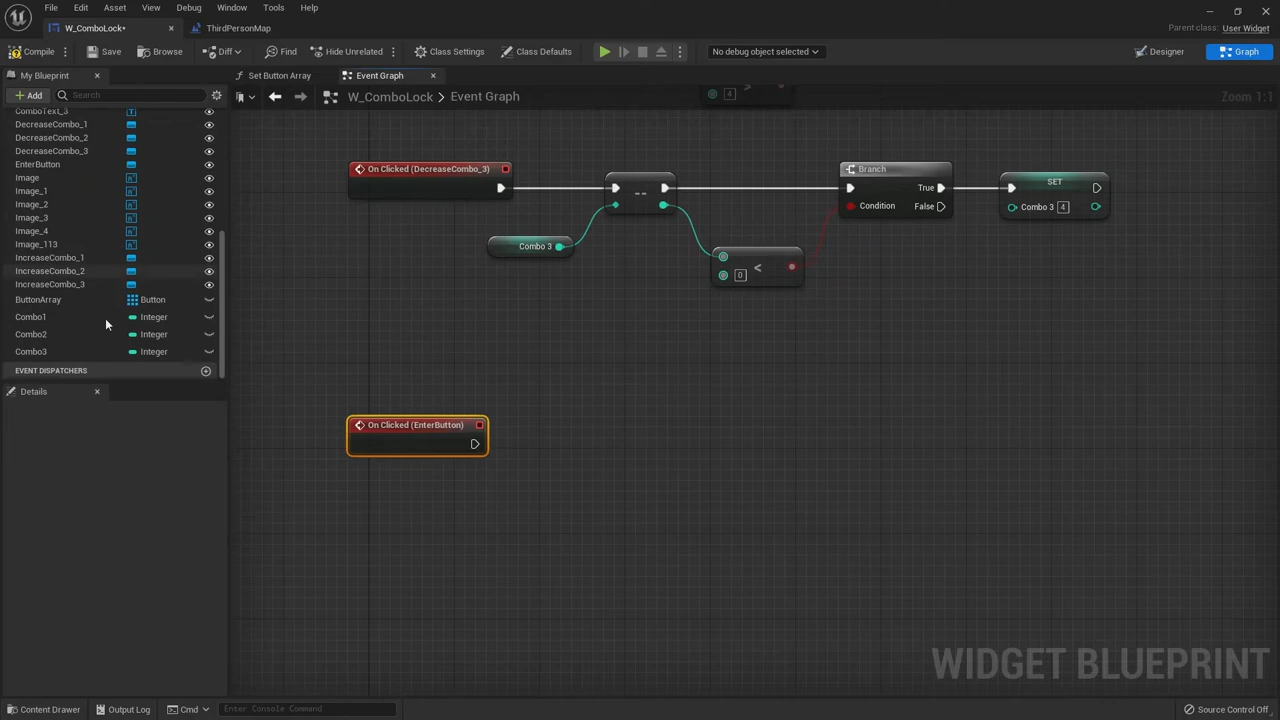 File Edit Asset View Debug Window Tools Help
W_ComboLock* ThirdPersonMap
Parent class: User Widget
Compile Save Browse Diff Find Hide Unrelated Class Settings Class Defaults No debug object selected Designer Graph
My Blueprint Set Button Array Event Graph
Add Search W_ComboLock > Event Graph Zoom 1:1
4 >
ComboText_3
DecreaseCombo_1
DecreaseCombo_2
DecreaseCombo_3
EnterButton
Image
Image_1
Image_2
Image_3
Image_4
Image_113
IncreaseCombo_1
IncreaseCombo_2
IncreaseCombo_3
ButtonArray Button
Combo1 Integer
Combo2 Integer
Combo3 Integer
EVENT DISPATCHERS
Details
On Clicked (DecreaseCombo_3)
--
Branch
True
Condition False
SET
Combo 3 4
Combo 3
<
0
On Clicked (EnterButton)
WIDGET BLUEPRINT
Content Drawer Output Log Cmd Enter Console Command Source Control Off